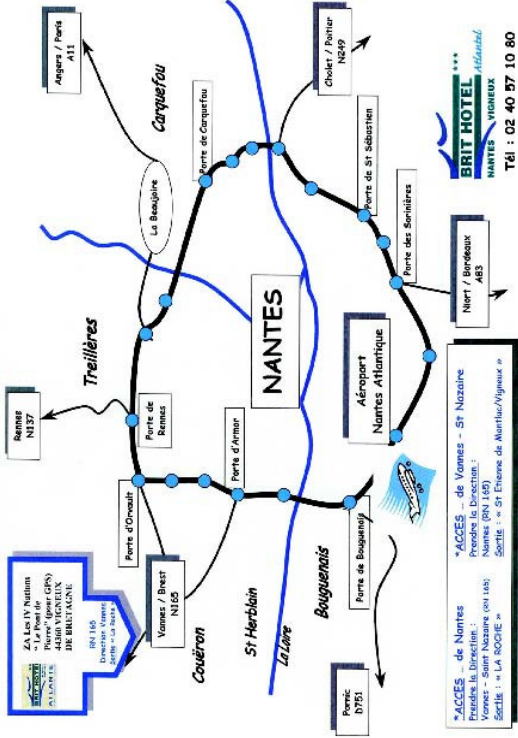 BRIT HOTEL
ATLANTIS
ZA Les IV Nations
" Le Pont de
Pierre" (pour GPS)
44360 VIGNEUX
DE BRETAGNE
RN 165
Direction Vannes
Sortie « La Roche »
Rennes
N137
Treillières
Angers / Paris
A11
Carquefou
La Beaujoire
Porte de Carquefou
Porte de
Rennes
Porte d'Orvault
Porte d'Armor
Vannes / Brest
N165
Couëron
St Herblain
La Loire
NANTES
Cholet / Poitier
N249
Bouguenais
Porte de Bouguenais
Aéroport
Nantes Atlantique
Porte de St Sébastien
Porte des Sorinières
Pornic
D751
Niort / Bordeaux
A83
*ACCES de Nantes
Prendre la Direction :
Vannes - Saint Nazaire (RN 165)
Sortie : « LA ROCHE »
*ACCES de Vannes - St Nazaire
Prendre la Direction :
Nantes (RN 165)
Sortie : « St Etienne de Montluc/Vigneux »
BRIT HOTEL ***
Atlantel
NANTES VIGNEUX
Tél : 02 40 57 10 80